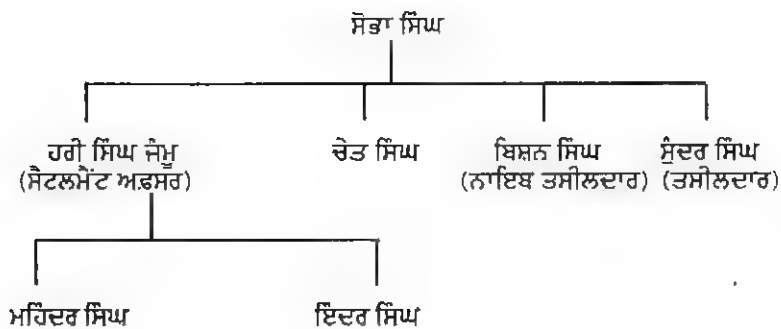 ਸੋਭਾ ਸਿੰਘ
ਹਰੀ ਸਿੰਘ ਜੰਮੂ ਚੇਤ ਸਿੰਘ ਬਿਸ਼ਨ ਸਿੰਘ ਸੁੰਦਰ ਸਿੰਘ
(ਸੈਟਲਮੈਂਟ ਅਫ਼ਸਰ) (ਨਾਇਬ ਤਸੀਲਦਾਰ) (ਤਸੀਲਦਾਰ)
ਮਹਿੰਦਰ ਸਿੰਘ ਇੰਦਰ ਸਿੰਘ